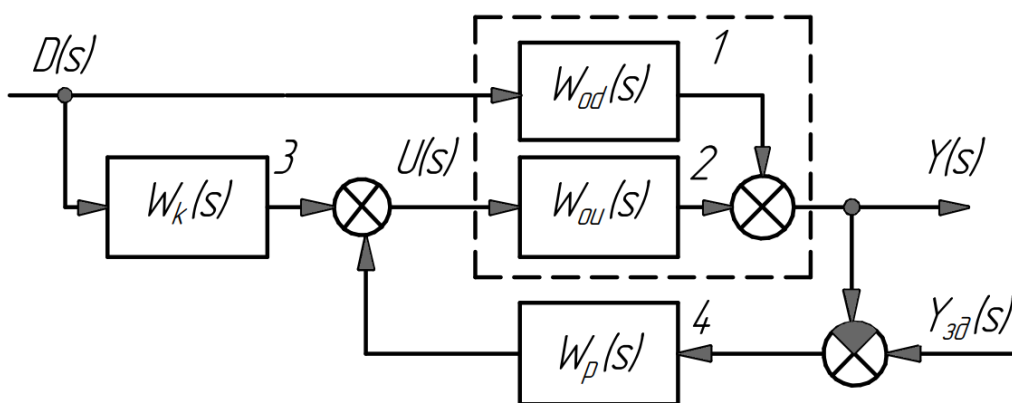 D(s)
W_od(s)
1
W_k(s)
3
U(s)
W_ou(s)
2
Y(s)
W_p(s)
4
Y_зд(s)